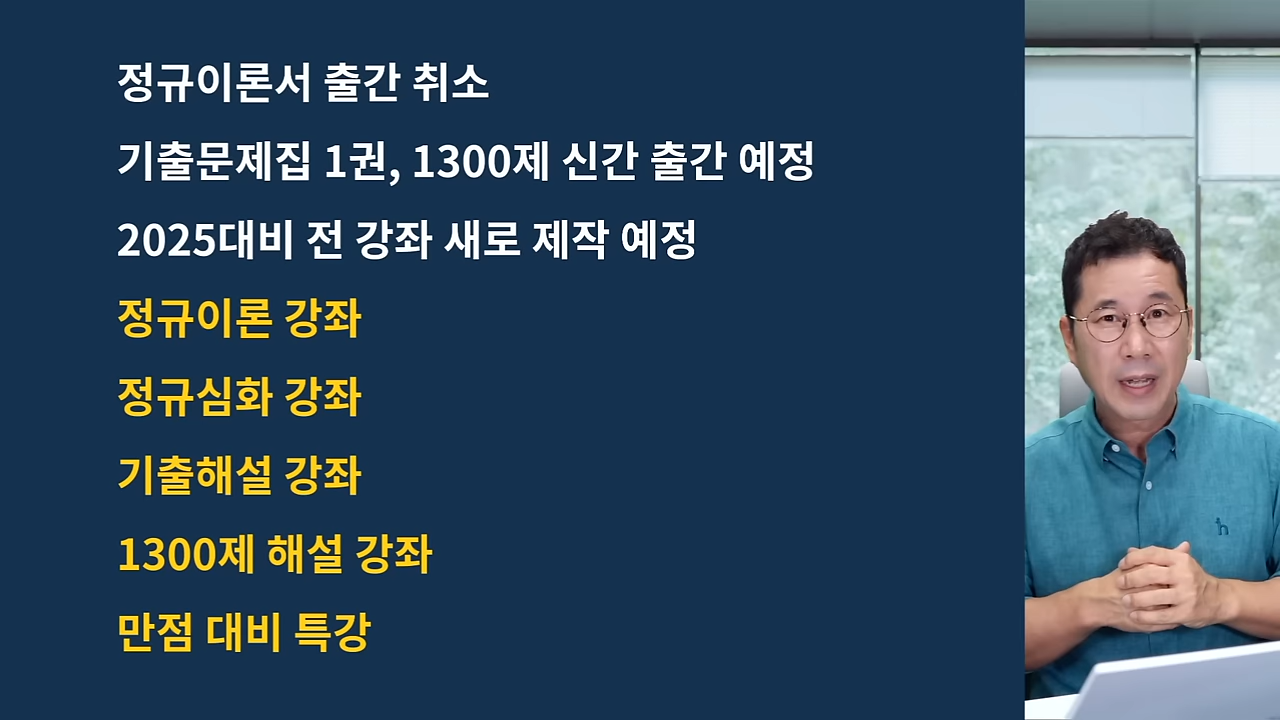 정규이론서 출간 취소
기출문제집 1권, 1300제 신간 출간 예정
2025대비 전 강좌 새로 제작 예정
정규이론 강좌
정규심화 강좌
기출해설 강좌
1300제 해설 강좌
만점 대비 특강